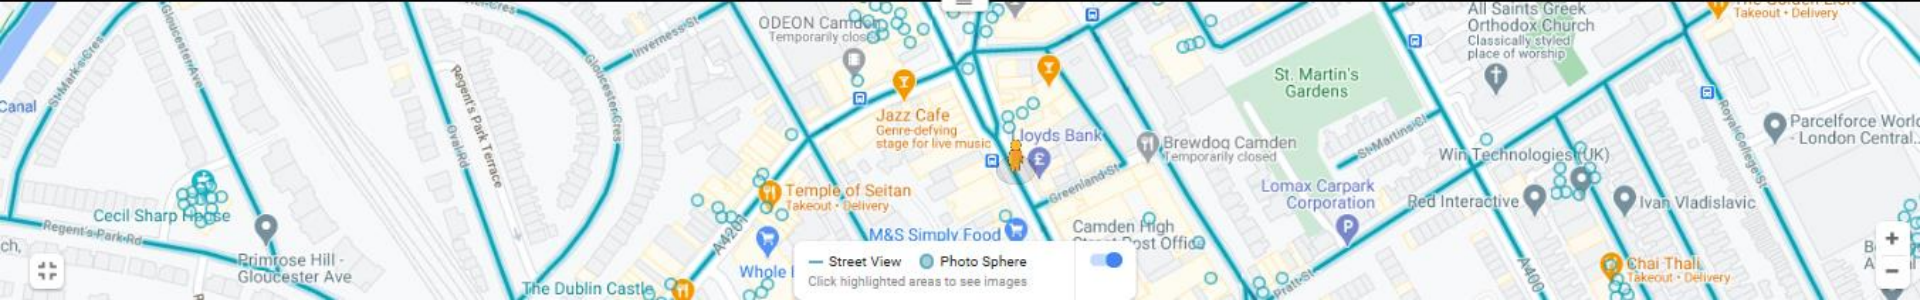 St Mark's Cres
Gloucester Ave
Canal
Cecil Sharp House
Regent's Park Rd
Primrose Hill -
Gloucester Ave
Oval Rd
Regent's Park Terrace
Gloucester Cres
Inverness St
ODEON Camden
Temporarily closed
Jazz Cafe
Genre-defying
stage for live music
Temple of Seitan
Takeout • Delivery
A4201
The Dublin Castle
M&S Simply Food
Lloyds Bank
Greenland St
Camden High
Street Post Office
Brewdog Camden
Temporarily closed
St. Martin's
Gardens
All Saints Greek
Orthodox Church
Classically styled
place of worship
The Golden Lion
Takeout • Delivery
St Martins Cl
Win Technologies (UK)
Lomax Carpark
Corporation
P
Red Interactive
Ivan Vladislavic
Royal College St
Parcelforce World
- London Central...
Pratt St
A400
Chai Thali
Takeout • Delivery
Whole
Street View
Photo Sphere
Click highlighted areas to see images